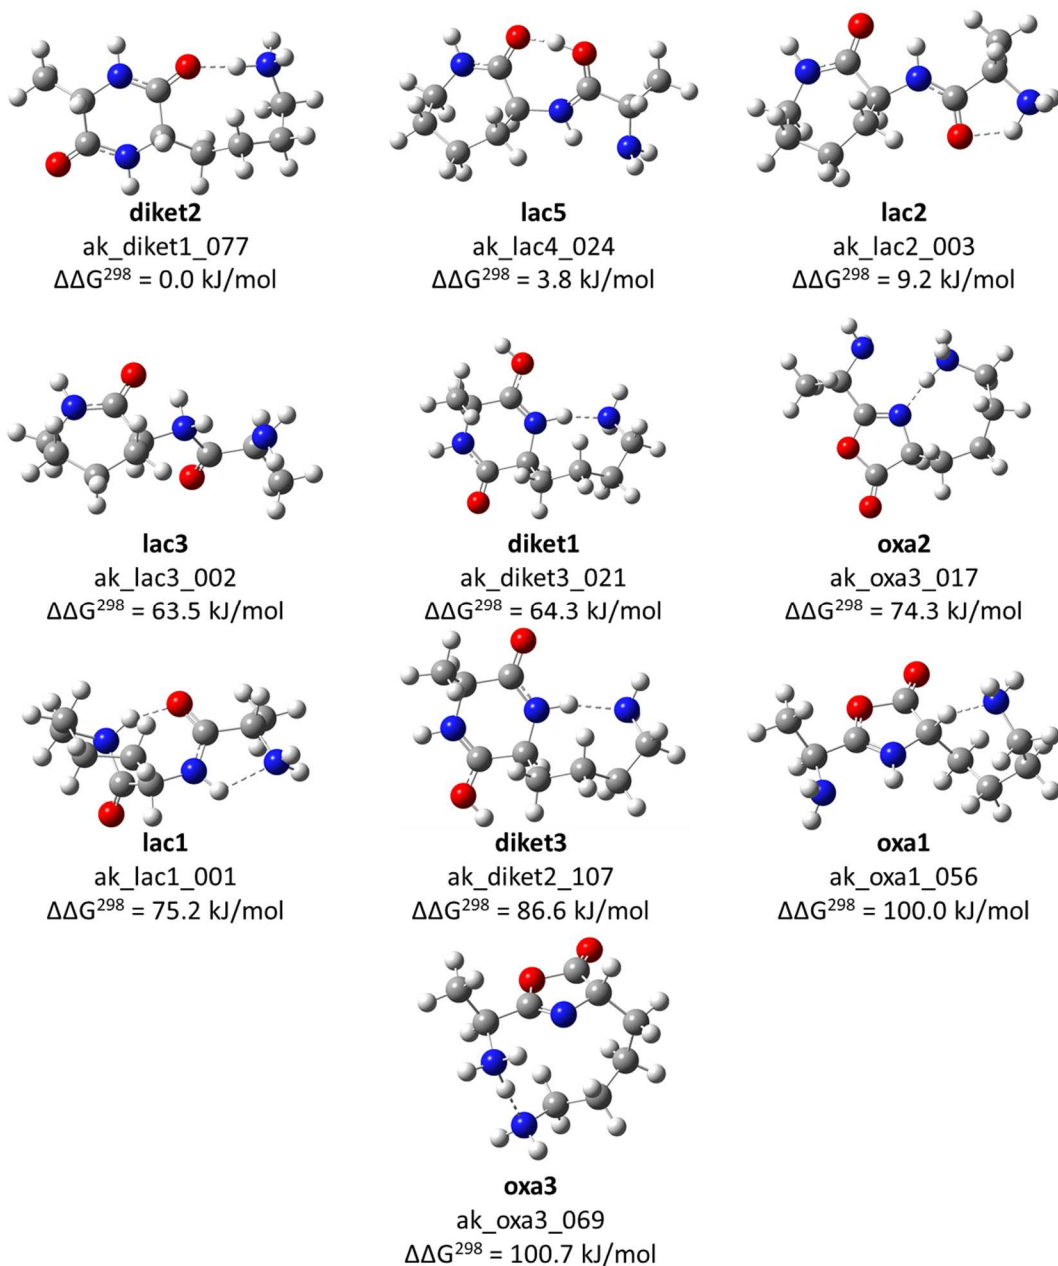 diket2
ak_diket1_077
ΔΔG²⁹⁸ = 0.0 kJ/mol
lac5
ak_lac4_024
ΔΔG²⁹⁸ = 3.8 kJ/mol
lac2
ak_lac2_003
ΔΔG²⁹⁸ = 9.2 kJ/mol
lac3
ak_lac3_002
ΔΔG²⁹⁸ = 63.5 kJ/mol
diket1
ak_diket3_021
ΔΔG²⁹⁸ = 64.3 kJ/mol
oxa2
ak_oxa3_017
ΔΔG²⁹⁸ = 74.3 kJ/mol
lac1
ak_lac1_001
ΔΔG²⁹⁸ = 75.2 kJ/mol
diket3
ak_diket2_107
ΔΔG²⁹⁸ = 86.6 kJ/mol
oxa1
ak_oxa1_056
ΔΔG²⁹⁸ = 100.0 kJ/mol
oxa3
ak_oxa3_069
ΔΔG²⁹⁸ = 100.7 kJ/mol